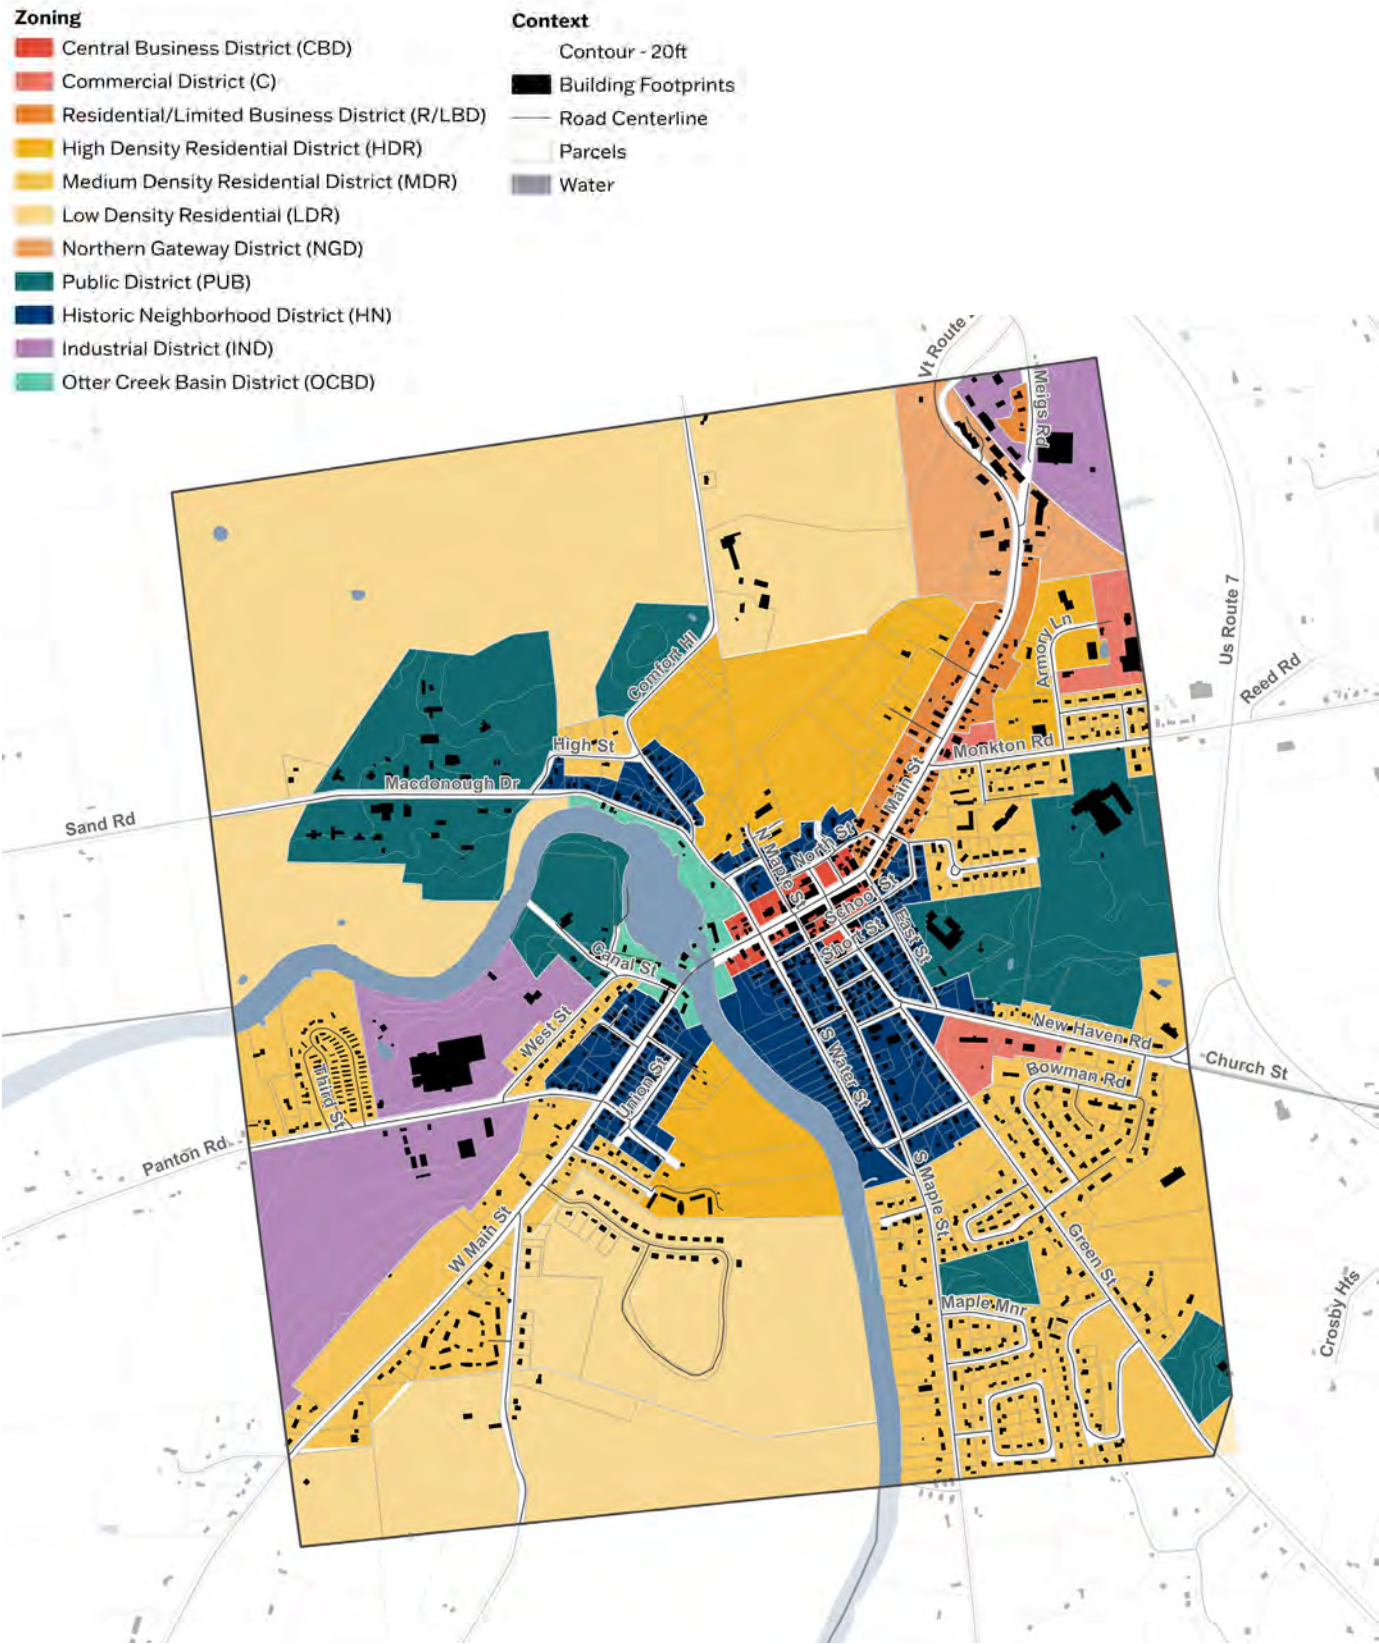 Zoning
Central Business District (CBD)
Commercial District (C)
Residential/Limited Business District (R/LBD)
High Density Residential District (HDR)
Medium Density Residential District (MDR)
Low Density Residential (LDR)
Northern Gateway District (NGD)
Public District (PUB)
Historic Neighborhood District (HN)
Industrial District (IND)
Otter Creek Basin District (OCBD)
Context
Contour - 20ft
Building Footprints
Road Centerline
Parcels
Water
Vt Route
Meigs Rd
Us Route 7
Reed Rd
Armory Ln
Comfort Hl
High St
Monkton Rd
Macdonough Dr
Main St
Sand Rd
N Maple St
North St
School St
Short St
East St
Canal St
West St
New Haven Rd
S Water St
Church St
Bowman Rd
Third St
Union St
Panton Rd
S Maple St
W Main St
Green St
Maple Mnr
Crosby Hts